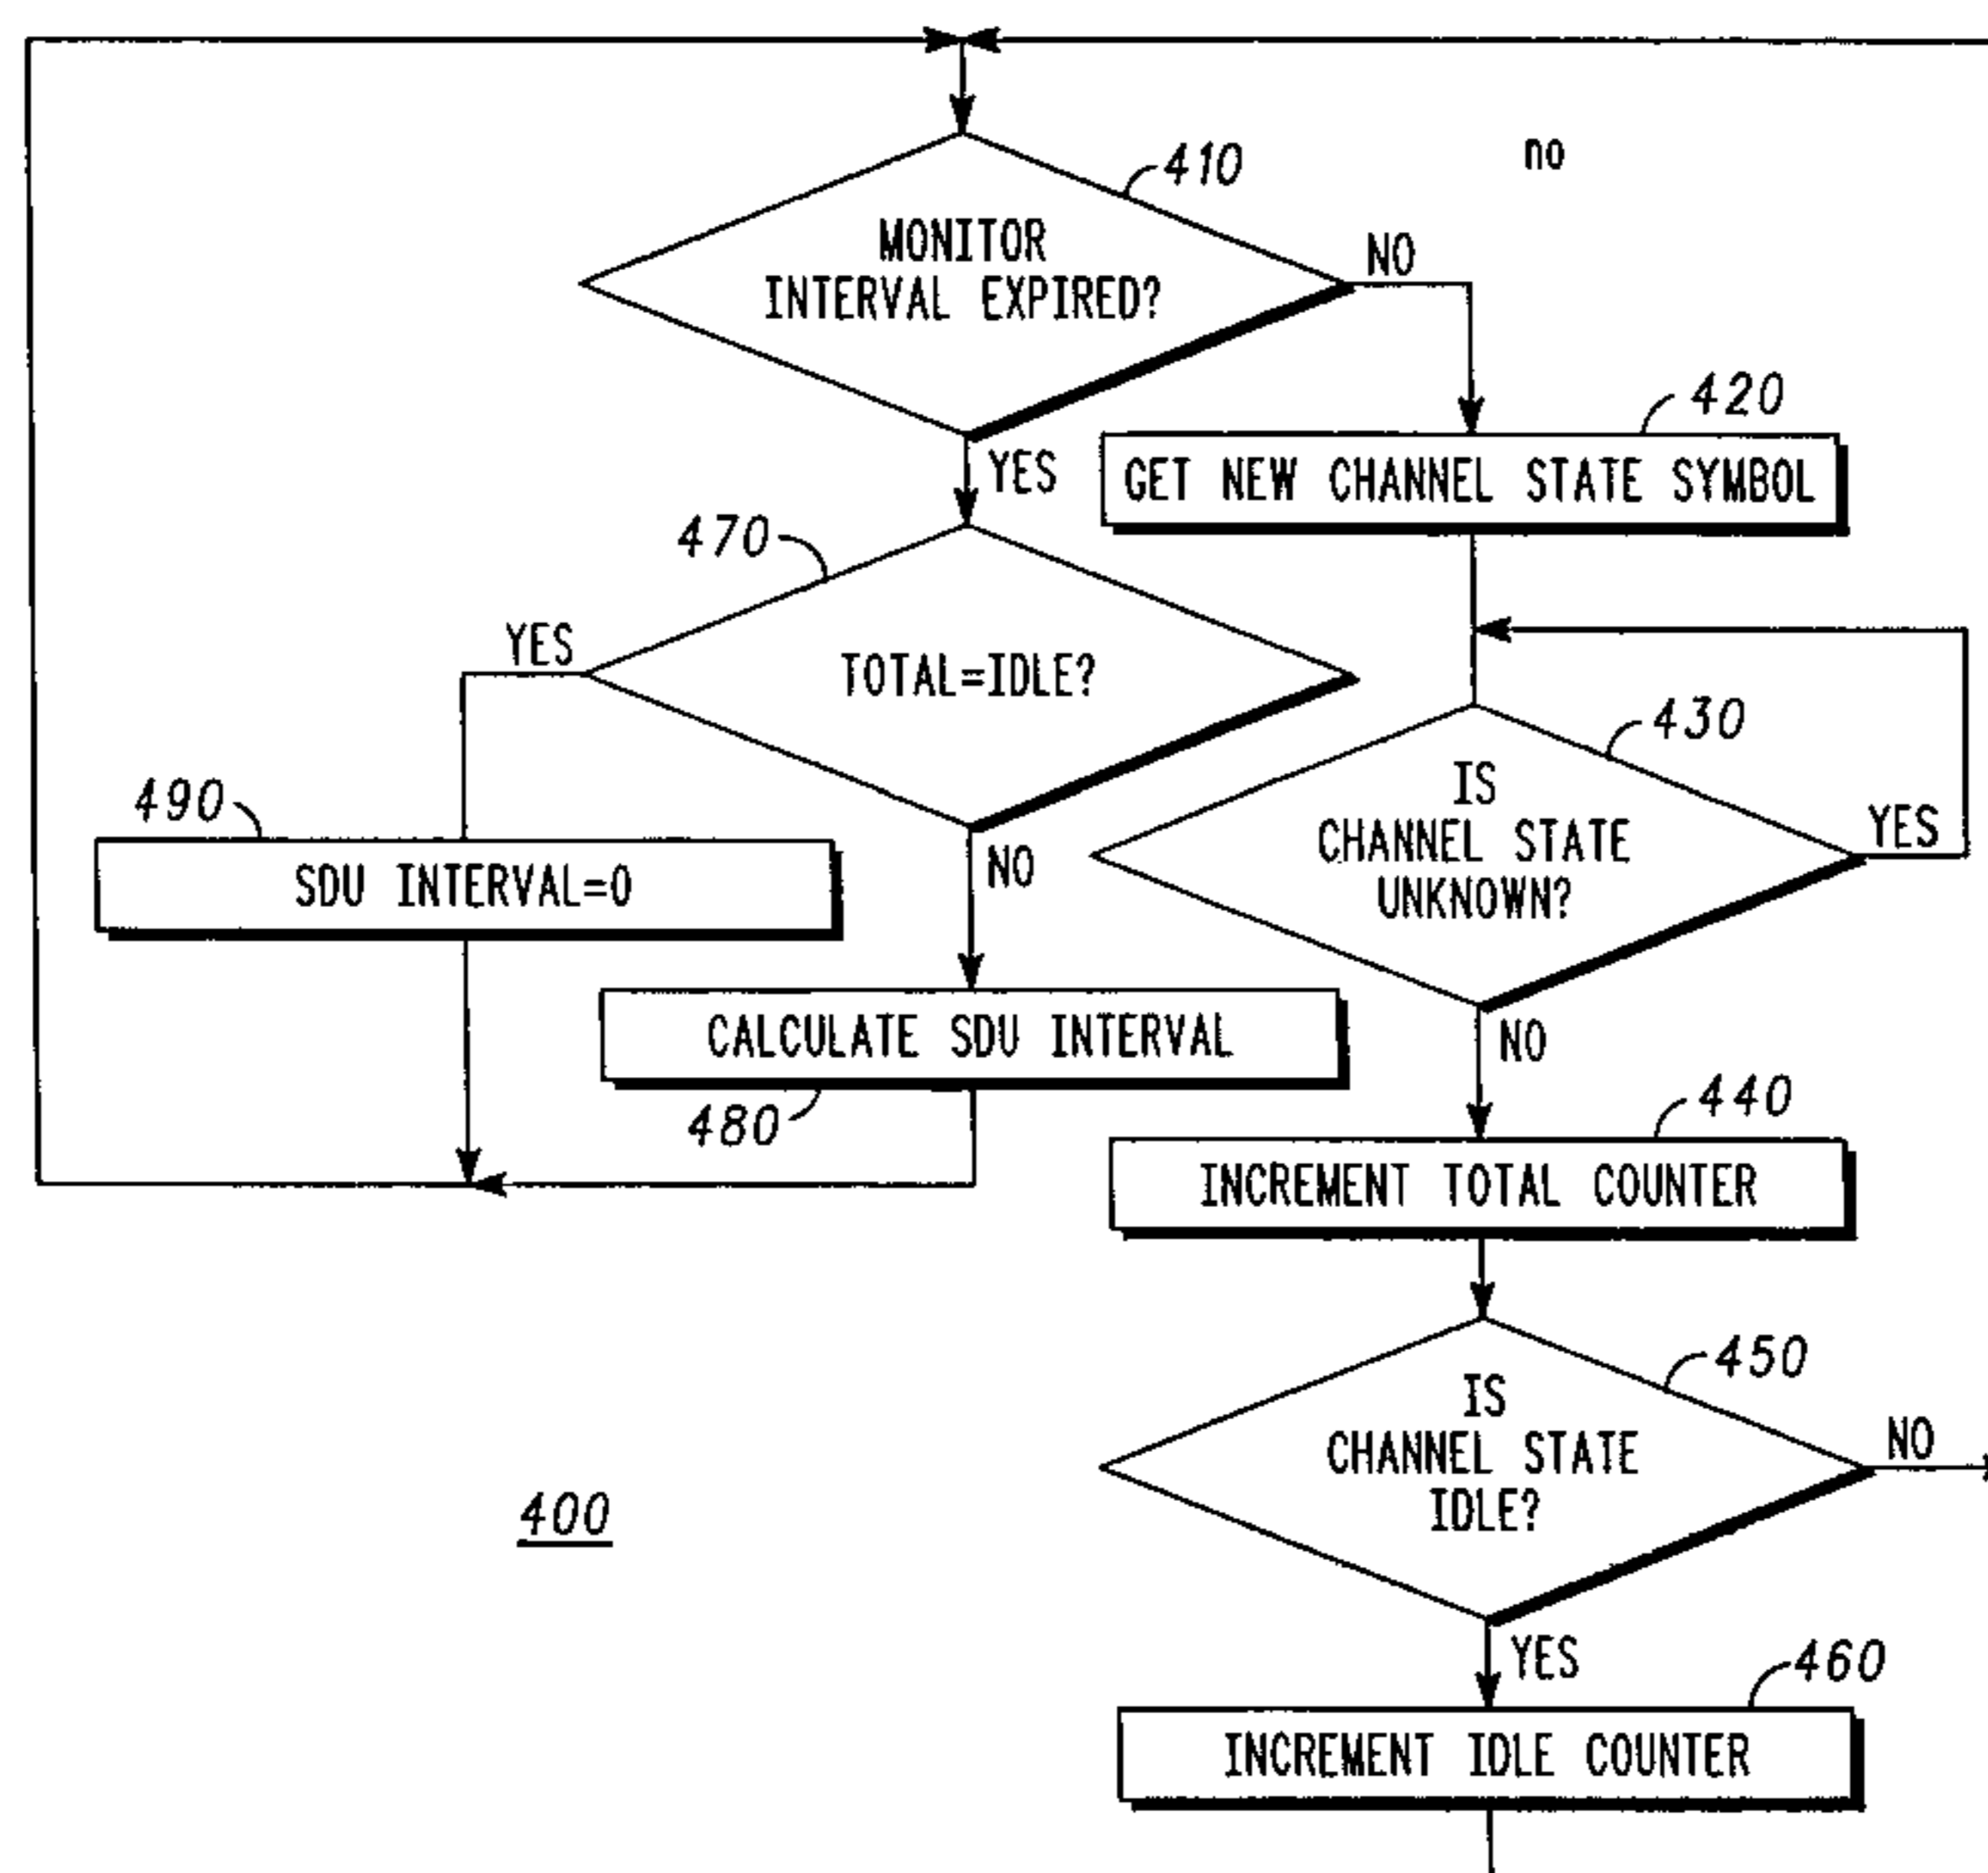 no
410
MONITOR
INTERVAL EXPIRED?
NO
YES
420
GET NEW CHANNEL STATE SYMBOL
470
YES
TOTAL=IDLE?
NO
430
IS
CHANNEL STATE
UNKNOWN?
YES
NO
490
SDU INTERVAL=0
CALCULATE SDU INTERVAL
480
440
INCREMENT TOTAL COUNTER
450
IS
CHANNEL STATE
IDLE?
NO
YES
400
460
INCREMENT IDLE COUNTER